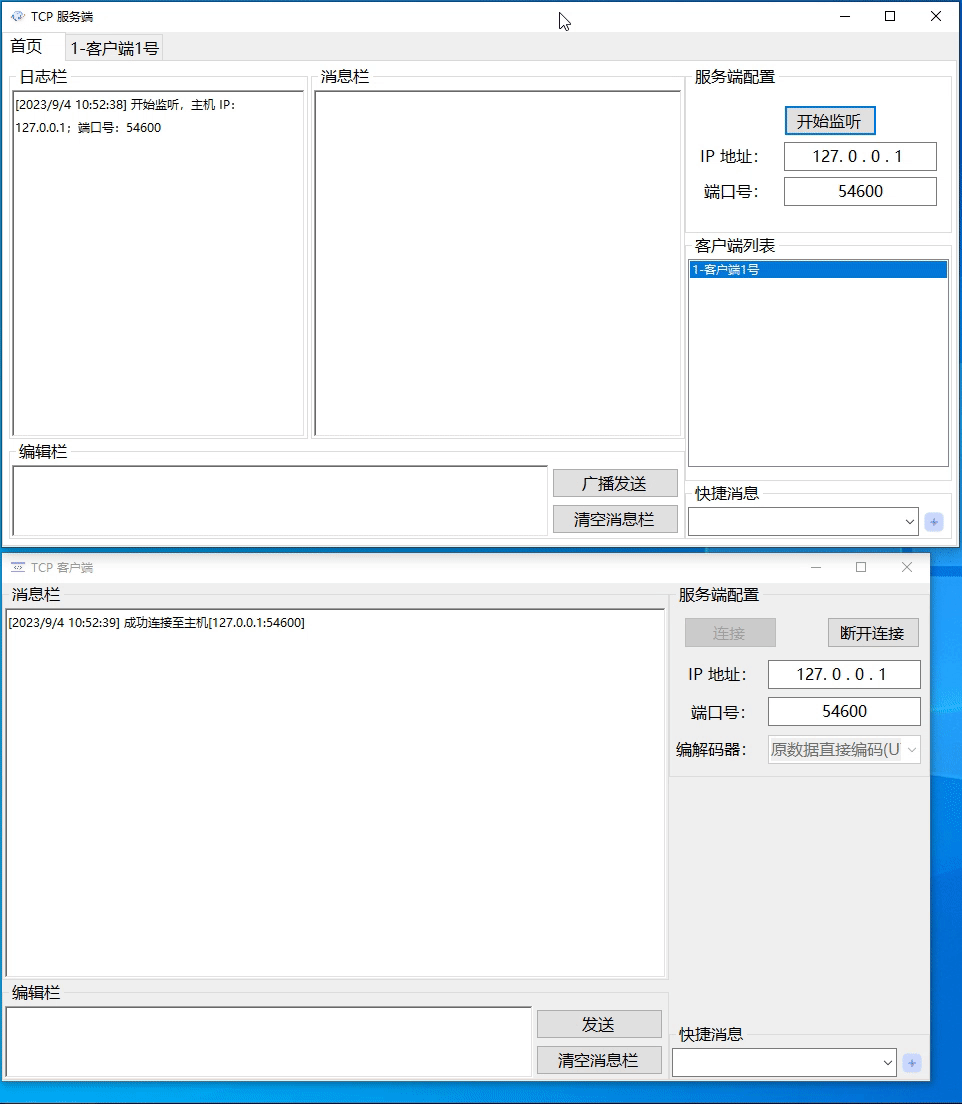 TCP 服务端
首页
1-客户端1号
日志栏
[2023/9/4 10:52:38] 开始监听，主机 IP：
127.0.0.1；端口号：54600
消息栏
服务端配置
开始监听
IP 地址：
127. 0 . 0 . 1
端口号：
54600
客户端列表
1-客户端1号
编辑栏
广播发送
清空消息栏
快捷消息
+
TCP 客户端
消息栏
[2023/9/4 10:52:39] 成功连接至主机[127.0.0.1:54600]
服务端配置
连接
断开连接
IP 地址：
127. 0 . 0 . 1
端口号：
54600
编解码器：
原数据直接编码(U
编辑栏
发送
清空消息栏
快捷消息
+